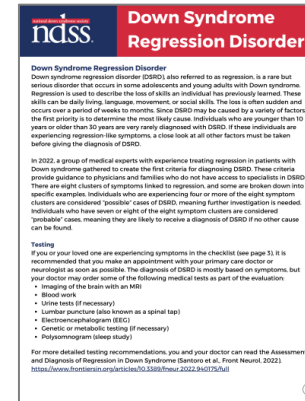 national down syndrome society
ndss
Down Syndrome
Regression Disorder
Down Syndrome Regression Disorder
Down syndrome regression disorder (DSRD), also referred to as regression, is a rare but
serious disorder that occurs in some adolescents and young adults with Down syndrome.
Regression is used to describe the loss of skills an individual has previously learned. These
skills can be daily living, language, movement, or social skills. The loss is often sudden and
occurs over a period of weeks to months. Since DSRD may be caused by a variety of factors
the first priority is to determine the most likely cause. Individuals who are younger than 10
years or older than 30 years are very rarely diagnosed with DSRD. If these individuals are
experiencing regression-like symptoms, a close look at all other factors must be taken
before giving the diagnosis of DSRD.
In 2022, a group of medical experts with experience treating regression in patients with
Down syndrome gathered to create the first criteria for diagnosing DSRD. These criteria
provide guidance to physicians and families who do not have access to specialists in DSRD
There are eight clusters of symptoms linked to regression, and some are broken down into
specific examples. Individuals who are experiencing four or more of the eight symptom
clusters are considered "possible" cases of DSRD, meaning further investigation is needed.
Individuals who have seven or eight of the eight symptom clusters are considered
"probable" cases, meaning they are likely to receive a diagnosis of DSRD if no other cause
can be found.
Testing
If you or your loved one are experiencing symptoms in the checklist (see page 3), it is
recommended that you make an appointment with your primary care doctor or
neurologist as soon as possible. The diagnosis of DSRD is mostly based on symptoms, but
your doctor may order some of the following medical tests as part of the evaluation:
• Imaging of the brain with an MRI
• Blood work
• Urine tests (if necessary)
• Lumbar puncture (also known as a spinal tap)
• Electroencephalogram (EEG)
• Genetic or metabolic testing (if necessary)
• Polysomnogram (sleep study)
For more detailed testing recommendations, you and your doctor can read the Assessment
and Diagnosis of Regression in Down Syndrome (Santoro et al., Front Neurol, 2022).
https://www.frontiersin.org/articles/10.3389/fneur.2022.940175/full